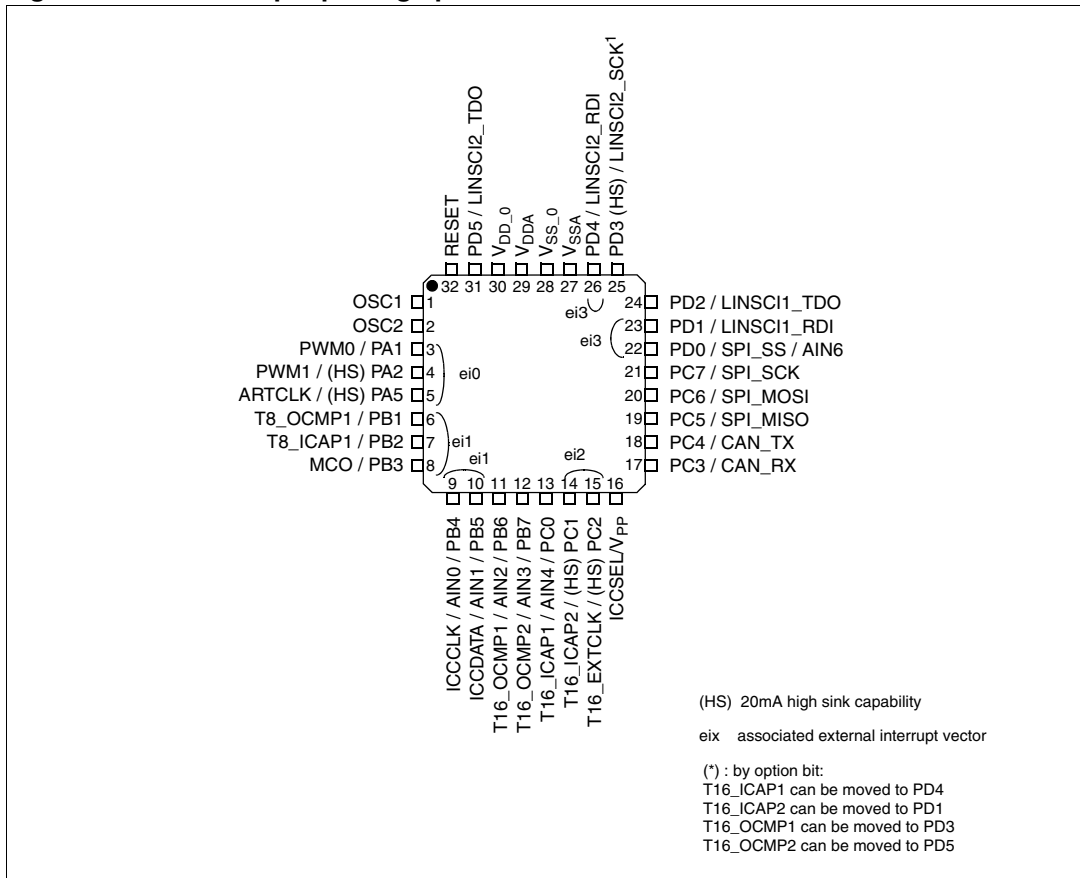 RESET
PD5 / LINSCI2_TDO
VDD_0
VDDA
VSS_0
VSSA
PD4 / LINSCI2_RDI
PD3 (HS) / LINSCI2_SCK1
32 31 30 29 28 27 26 25
ei3
OSC1 1
OSC2 2
PWM0 / PA1 3
PWM1 / (HS) PA2 4
ARTCLK / (HS) PA5 5
T8_OCMP1 / PB1 6
T8_ICAP1 / PB2 7
MCO / PB3 8
ei0
ei1
ei1
ei2
ei3
24 PD2 / LINSCI1_TDO
23 PD1 / LINSCI1_RDI
22 PD0 / SPI_SS / AIN6
21 PC7 / SPI_SCK
20 PC6 / SPI_MOSI
19 PC5 / SPI_MISO
18 PC4 / CAN_TX
17 PC3 / CAN_RX
9 10 11 12 13 14 15 16
ICCCLK / AIN0 / PB4
ICCDATA / AIN1 / PB5
T16_OCMP1 / AIN2 / PB6
T16_OCMP2 / AIN3 / PB7
T16_ICAP1 / AIN4 / PC0
T16_ICAP2 / (HS) PC1
T16_EXTCLK / (HS) PC2
ICCSEL/VPP
(HS) 20mA high sink capability
eix associated external interrupt vector
(*) : by option bit:
T16_ICAP1 can be moved to PD4
T16_ICAP2 can be moved to PD1
T16_OCMP1 can be moved to PD3
T16_OCMP2 can be moved to PD5